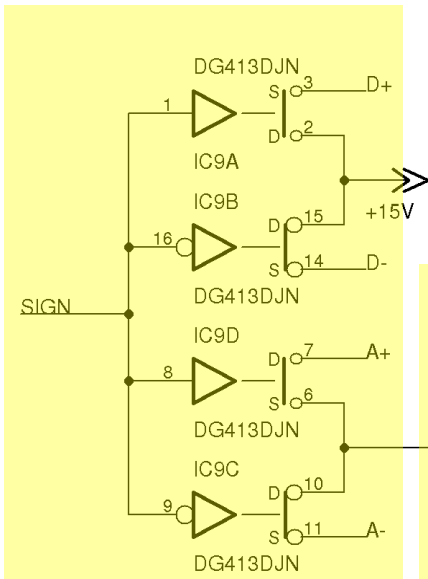 DG413DJN
S 3 D+
1
D 2
IC9A
IC9B
D 15 +15V
16
S 14 D-
DG413DJN
SIGN
IC9D
D 7 A+
8
S 6
DG413DJN
IC9C
D 10
9
S 11 A-
DG413DJN